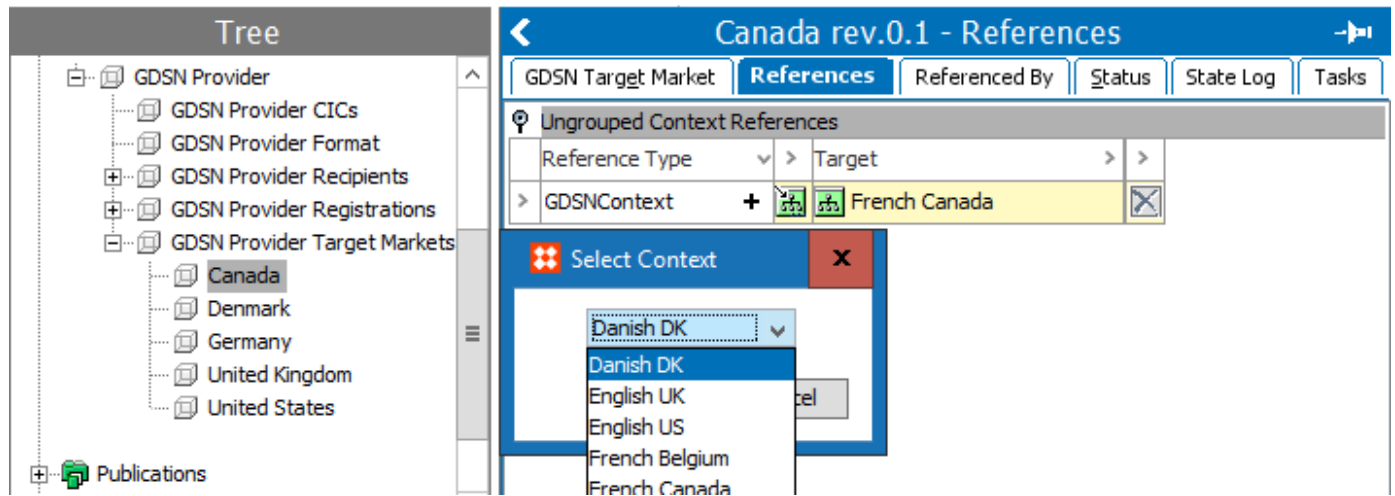 Tree
GDSN Provider
GDSN Provider CICs
GDSN Provider Format
GDSN Provider Recipients
GDSN Provider Registrations
GDSN Provider Target Markets
Canada
Denmark
Germany
United Kingdom
United States
Publications
Canada rev.0.1 - References
GDSN Target Market References Referenced By Status State Log Tasks
Ungrouped Context References
Reference Type Target
GDSNContext French Canada
Select Context
Danish DK
Danish DK
English UK
English US
French Belgium
French Canada